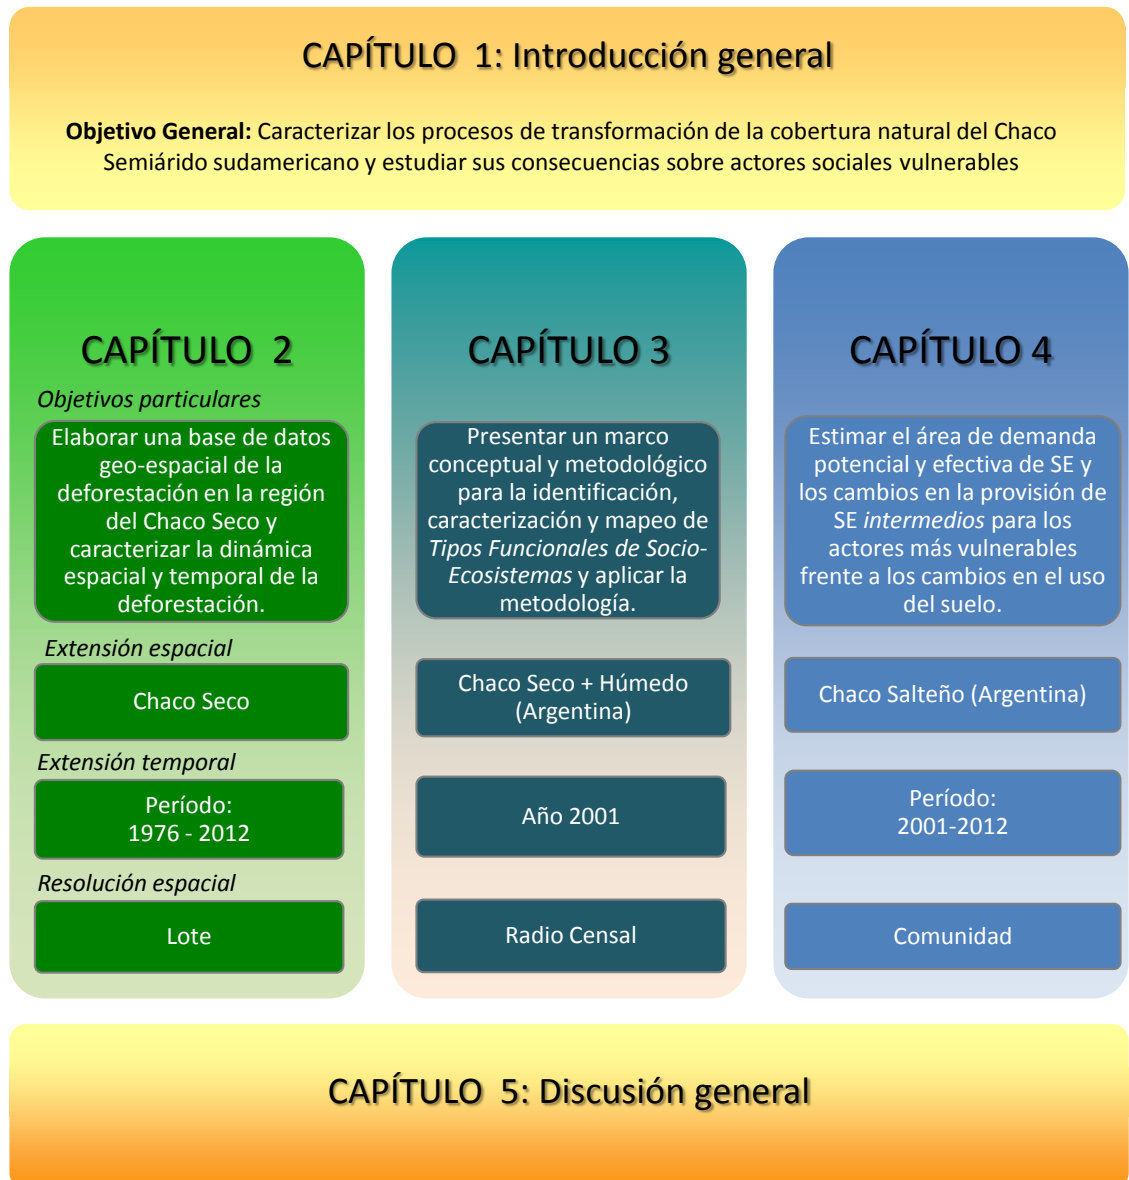 CAPÍTULO 1: Introducción general
Objetivo General: Caracterizar los procesos de transformación de la cobertura natural del Chaco
Semiárido sudamericano y estudiar sus consecuencias sobre actores sociales vulnerables
CAPÍTULO 2
Objetivos particulares
Elaborar una base de datos
geo-espacial de la
deforestación en la región
del Chaco Seco y
caracterizar la dinámica
espacial y temporal de la
deforestación.
Extensión espacial
Chaco Seco
Extensión temporal
Período:
1976 - 2012
Resolución espacial
Lote
CAPÍTULO 3
Presentar un marco
conceptual y metodológico
para la identificación,
caracterización y mapeo de
Tipos Funcionales de Socio-
Ecosistemas y aplicar la
metodología.
Chaco Seco + Húmedo
(Argentina)
Año 2001
Radio Censal
CAPÍTULO 4
Estimar el área de demanda
potencial y efectiva de SE y
los cambios en la provisión de
SE intermedios para los
actores más vulnerables
frente a los cambios en el uso
del suelo.
Chaco Salteño (Argentina)
Período:
2001-2012
Comunidad
CAPÍTULO 5: Discusión general